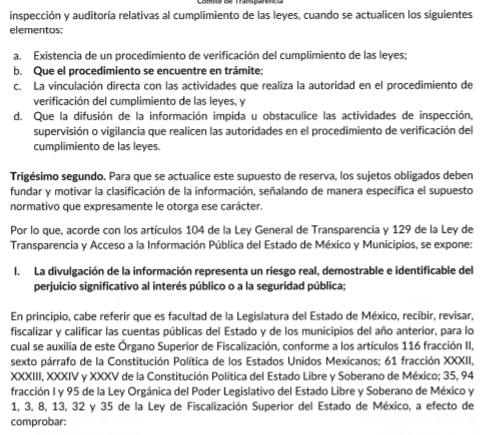 Comité de Transparencia
inspección y auditoría relativas al cumplimiento de las leyes, cuando se actualicen los siguientes
elementos:
a. Existencia de un procedimiento de verificación del cumplimiento de las leyes;
b. Que el procedimiento se encuentre en trámite;
c. La vinculación directa con las actividades que realiza la autoridad en el procedimiento de
verificación del cumplimiento de las leyes, y
d. Que la difusión de la información impida u obstaculice las actividades de inspección,
supervisión o vigilancia que realicen las autoridades en el procedimiento de verificación del
cumplimiento de las leyes.
Trigésimo segundo. Para que se actualice este supuesto de reserva, los sujetos obligados deben
fundar y motivar la clasificación de la información, señalando de manera específica el supuesto
normativo que expresamente le otorga ese carácter.
Por lo que, acorde con los artículos 104 de la Ley General de Transparencia y 129 de la Ley de
Transparencia y Acceso a la Información Pública del Estado de México y Municipios, se expone:
I. La divulgación de la información representa un riesgo real, demostrable e identificable del
perjuicio significativo al interés público o a la seguridad pública;
En principio, cabe referir que es facultad de la Legislatura del Estado de México, recibir, revisar,
fiscalizar y calificar las cuentas públicas del Estado y de los municipios del año anterior, para lo
cual se auxilia de este Órgano Superior de Fiscalización, conforme a los artículos 116 fracción II,
sexto párrafo de la Constitución Política de los Estados Unidos Mexicanos; 61 fracción XXXII,
XXXIII, XXXIV y XXXV de la Constitución Política del Estado Libre y Soberano de México; 35, 94
fracción I y 95 de la Ley Orgánica del Poder Legislativo del Estado Libre y Soberano de México y
1, 3, 8, 13, 32 y 35 de la Ley de Fiscalización Superior del Estado de México, a efecto de
comprobar: